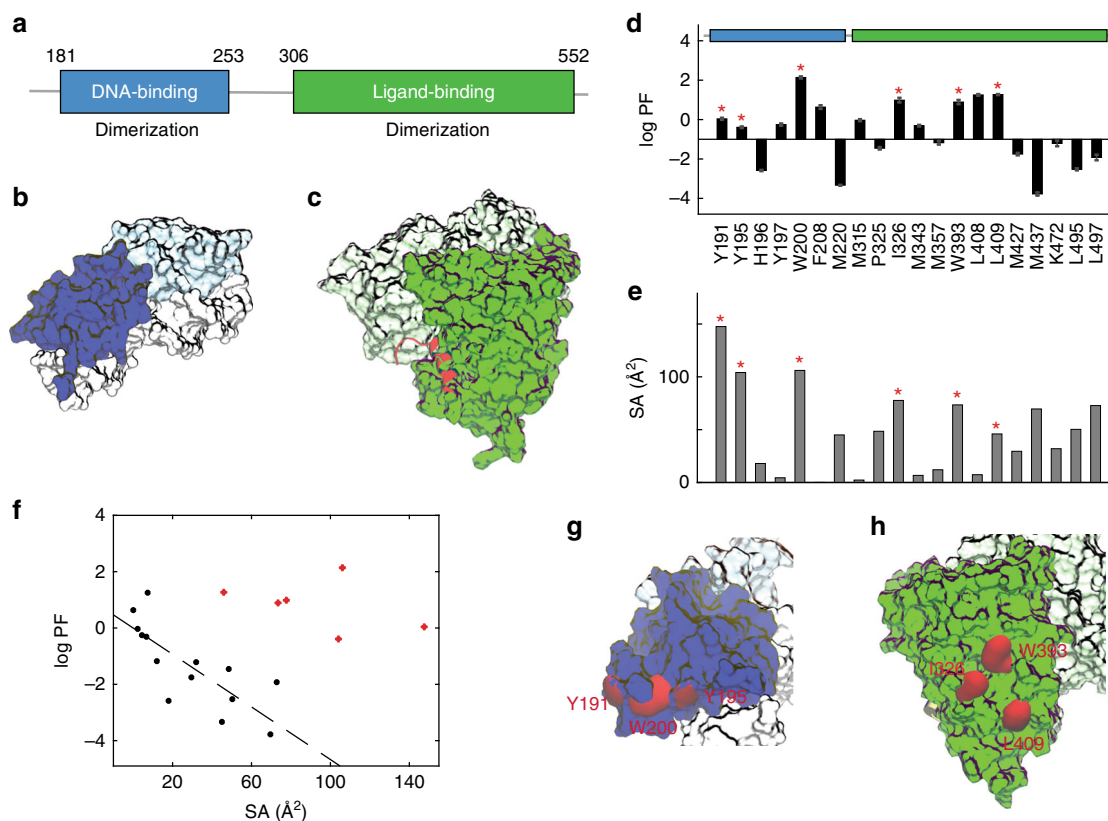 a
181 253 306 552
DNA-binding Ligand-binding
Dimerization Dimerization
b
c
d
4
2
0
−2
−4
log PF
* * * * * *
Y191 Y195 H196 Y197 W200 F208 M220 M315 P325 I326 M343 M357 W393 L408 L409 M427 M437 K472 L495 L497
e
100
0
SA (Å²)
* * * * * *
f
4
2
0
−2
−4
log PF
20 60 100 140
SA (Å²)
g
Y191
W200
Y195
h
W393
I326
L409